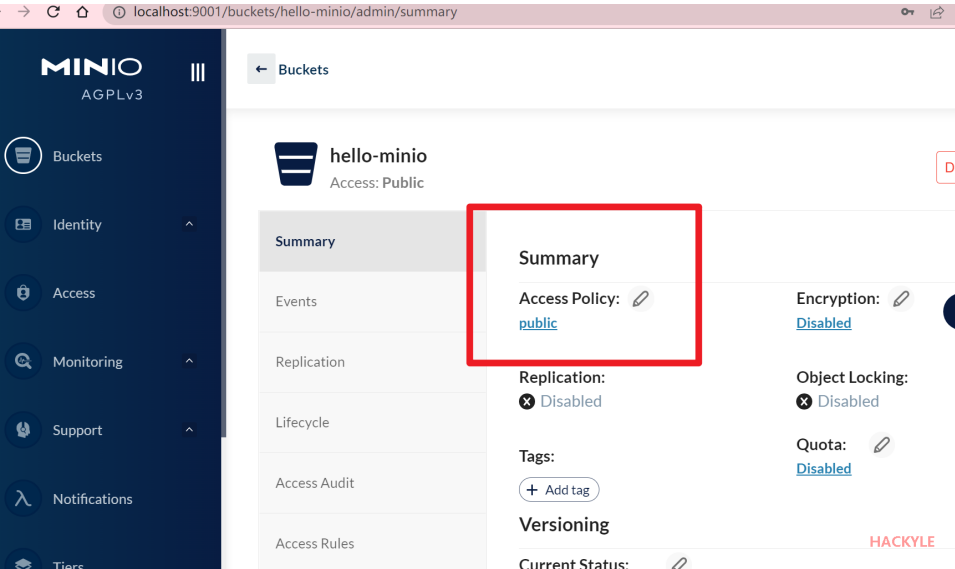 localhost:9001/buckets/hello-minio/admin/summary
MINIO
AGPLv3
Buckets
Identity
Access
Monitoring
Support
Notifications
Tiers
Buckets
hello-minio
Access: Public
D
Summary
Events
Replication
Lifecycle
Access Audit
Access Rules
Summary
Access Policy:
public
Encryption:
Disabled
Replication:
Disabled
Object Locking:
Disabled
Tags:
+ Add tag
Quota:
Disabled
Versioning
Current Status:
HACKYLE